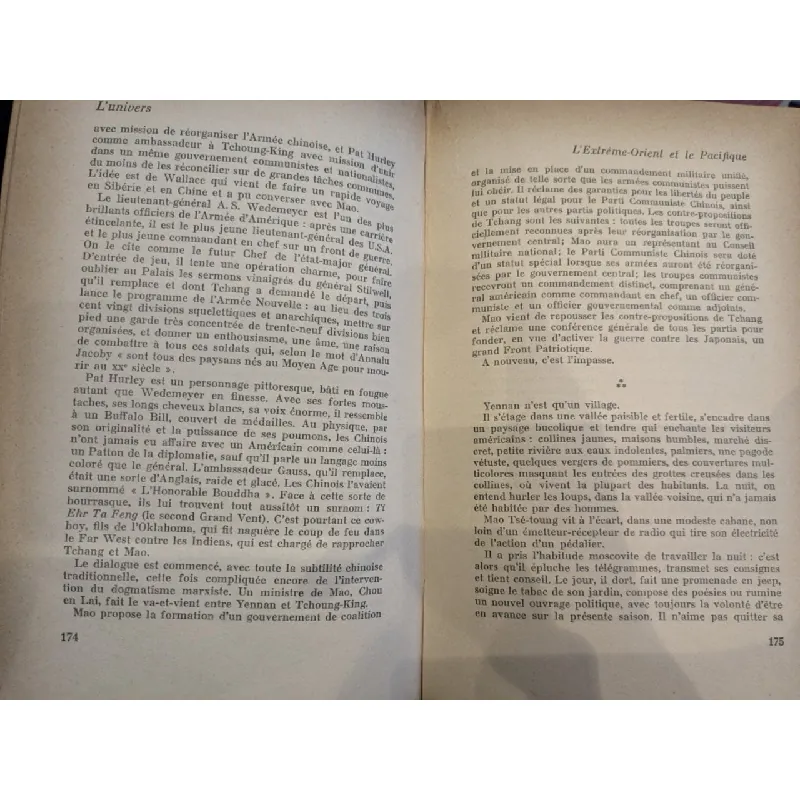 L'univers
avec mission de réorganiser l'Armée chinoise, et Pat Hurley
comme ambassadeur à Tchoung-King avec mission d'unir
dans un même gouvernement communistes et nationalistes,
du moins de les réconcilier sur de grandes tâches communes.
L'idée est de Wallace qui vient de faire un rapide voyage
en Sibérie et en Chine et a pu converser avec Mao.
Le lieutenant-général A. S. Wedemeyer est l'un des plus
brillants officiers de l'Armée d'Amérique : après une carrière
étincelante, il est le plus jeune lieutenant-général des U.S.A.
et le plus jeune commandant en chef sur un front de guerre.
On le cite comme le futur Chef de l'état-major général.
D'entrée de jeu, il tente une opération charme, pour faire
oublier au Palais les sermons vinaigrés du général Stilwell,
qu'il remplace et dont Tchang a demandé le départ, puis
lance le programme de l'Armée Nouvelle : au lieu des trois
cent vingt divisions squelettiques et anarchiques, mettre sur
pied une garde très concentrée de trente-neuf divisions bien
organisées, et donner un enthousiasme, une âme, une raison
de combattre à tous ces soldats qui, selon le mot d'Annalu
Jacoby « sont tous des paysans nés au Moyen Age pour mou-
rir au XXe siècle ».
Pat Hurley est un personnage pittoresque, bâti en fougue
autant que Wedemeyer en finesse. Avec ses fortes mous-
taches, ses longs cheveux blancs, sa voix énorme, il ressemble
à un Buffalo Bill, couvert de médailles. Au physique, par
son originalité et la puissance de ses poumons, les Chinois
n'ont jamais eu affaire avec un Américain comme celui-là :
un Patton de la diplomatie, sauf qu'il parle un langage moins
coloré que le général. L'ambassadeur Gauss, qu'il remplace,
était une sorte d'Anglais, raide et glacé. Les Chinois l'avaient
surnommé « L'Honorable Bouddha ». Face à cette sorte de
bourrasque, ils lui trouvent tout aussitôt un surnom : Ti
Ehr Ta Feng (le second Grand Vent). C'est pourtant ce cow-
boy, fils de l'Oklahoma, qui fit naguère le coup de feu dans
le Far West contre les Indiens, qui est chargé de rapprocher
Tchang et Mao.
Le dialogue est commencé, avec toute la subtilité chinoise
traditionnelle, cette fois compliquée encore de l'interven-
tion du dogmatisme marxiste. Un ministre de Mao, Chou
en Lai, fait le va-et-vient entre Yennan et Tchoung-King.
Mao propose la formation d'un gouvernement de coalition
174
L'Extrême-Orient et le Pacifique
et la mise en place d'un commandement militaire unifié,
organisé de telle sorte que les armées communistes puissent
lui obéir. Il réclame des garanties pour les libertés du peuple
et un statut légal pour le Parti Communiste Chinois, ainsi
que pour les autres partis politiques. Les contre-propositions
de Tchang sont les suivantes : toutes les troupes seront offi-
ciellement reconnues après leur réorganisation par le gou-
vernement central; Mao aura un représentant au Conseil
militaire national; le Parti Communiste Chinois sera doté
d'un statut spécial lorsque ses armées auront été réorgani-
sées par le gouvernement central; les troupes communistes
recevront un commandement distinct, comprenant un géné-
ral américain comme commandant en chef, un officier com-
muniste et un officier gouvernemental comme adjoints.
Mao vient de repousser les contre-propositions de Tchang
et réclame une conférence générale de tous les partis pour
fonder, en vue d'activer la guerre contre les Japonais, un
grand Front Patriotique.
A nouveau, c'est l'impasse.
⁂
Yennan n'est qu'un village.
Il s'étage dans une vallée paisible et fertile, s'encadre dans
un paysage bucolique et tendre qui enchante les visiteurs
américains : collines jaunes, maisons humbles, marché dis-
cret, petite rivière aux eaux indolentes, palmiers, une pagode
vétuste, quelques vergers de pommiers, des couvertures mul-
ticolores musquant les entrées des grottes creusées dans les
collines, où vivent la plupart des habitants. La nuit, on
entend hurler les loups, dans la vallée voisine, qui n'a jamais
été habitée par des hommes.
Mao Tsé-toung vit à l'écart, dans une modeste cabane, non
loin d'un émetteur-récepteur de radio qui tire son électricité
de l'action d'un pédalier.
Il a pris l'habitude moscovite de travailler la nuit : c'est
alors qu'il épluche les télégrammes, transmet ses consignes
et tient conseil. Le jour, il dort, fait une promenade en jeep,
soigne le tabac de son jardin, compose des poésies ou rumine
un nouvel ouvrage politique, avec toujours la volonté d'être
en avance sur la présente saison. Il n'aime pas quitter sa
175